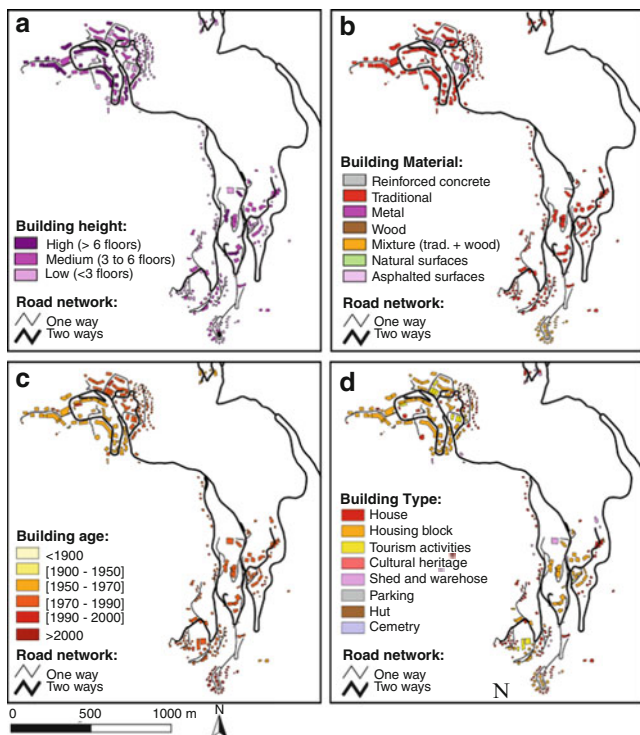 a
Building height:
High (> 6 floors)
Medium (3 to 6 floors)
Low (<3 floors)
Road network:
One way
Two ways
b
Building Material:
Reinforced concrete
Traditional
Metal
Wood
Mixture (trad. + wood)
Natural surfaces
Asphalted surfaces
Road network:
One way
Two ways
c
Building age:
<1900
[1900 - 1950]
[1950 - 1970]
[1970 - 1990]
[1990 - 2000]
>2000
Road network:
One way
Two ways
d
Building Type:
House
Housing block
Tourism activities
Cultural heritage
Shed and warehose
Parking
Hut
Cemetry
Road network:
One way
Two ways
N
0 500 1000 m
N